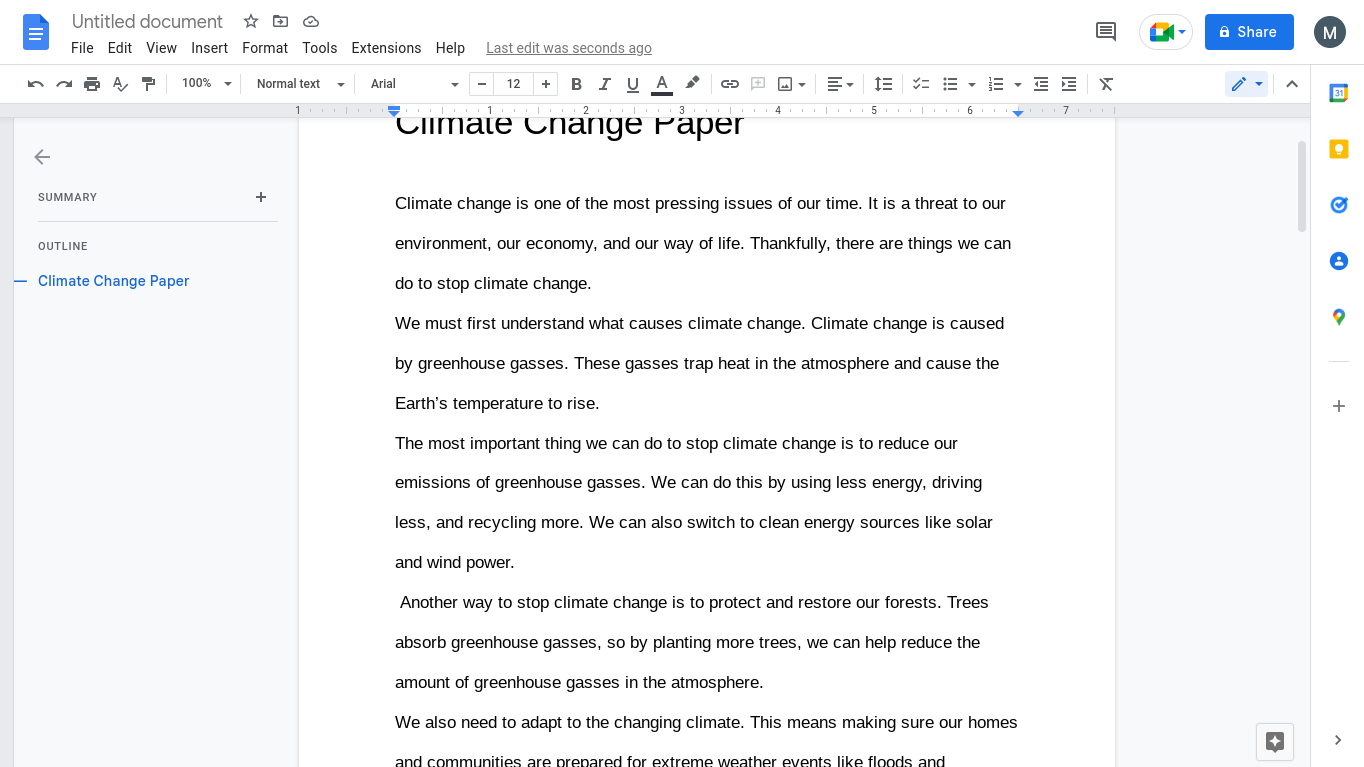 Untitled document
File Edit View Insert Format Tools Extensions Help Last edit was seconds ago
Share
M
100% Normal text Arial 12 B I U A
1 1 2 3 4 5 6 7
31
Climate Change Paper
SUMMARY
OUTLINE
Climate Change Paper
Climate change is one of the most pressing issues of our time. It is a threat to our
environment, our economy, and our way of life. Thankfully, there are things we can
do to stop climate change.
We must first understand what causes climate change. Climate change is caused
by greenhouse gasses. These gasses trap heat in the atmosphere and cause the
Earth’s temperature to rise.
The most important thing we can do to stop climate change is to reduce our
emissions of greenhouse gasses. We can do this by using less energy, driving
less, and recycling more. We can also switch to clean energy sources like solar
and wind power.
Another way to stop climate change is to protect and restore our forests. Trees
absorb greenhouse gasses, so by planting more trees, we can help reduce the
amount of greenhouse gasses in the atmosphere.
We also need to adapt to the changing climate. This means making sure our homes
and communities are prepared for extreme weather events like floods and